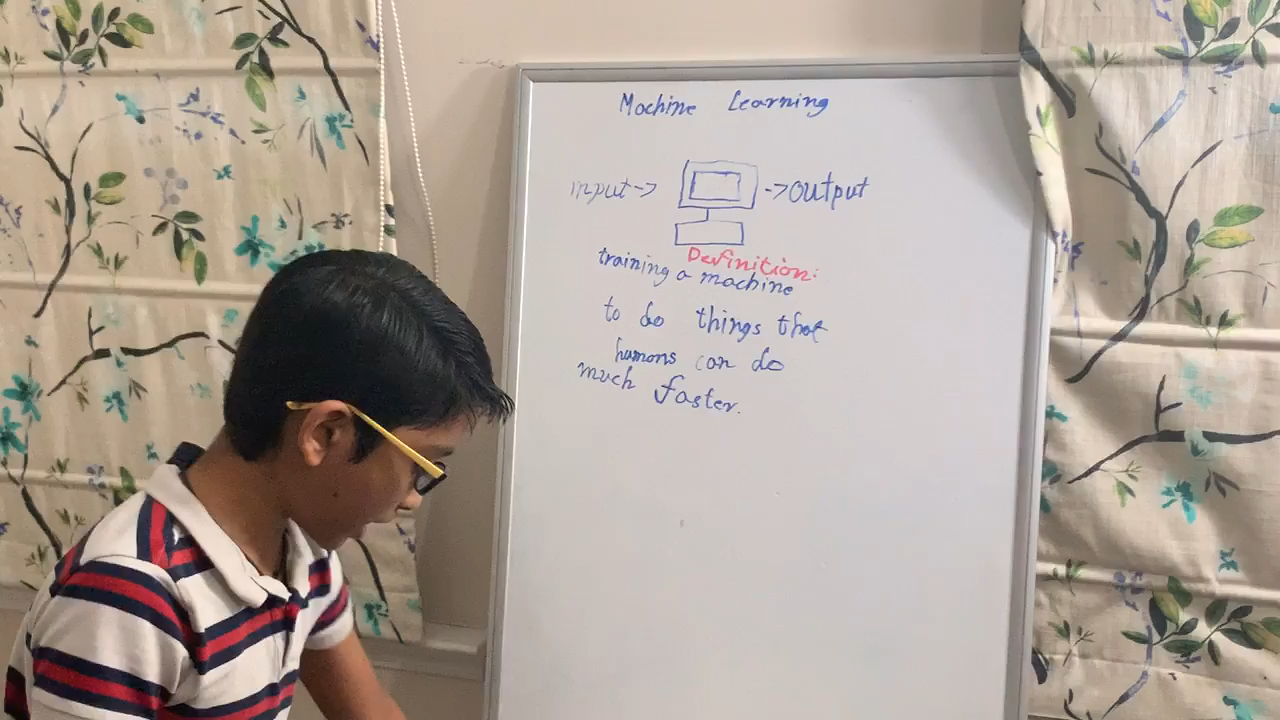 Machine Learning
input -> -> output
Definition:
training a machine
to do things that
humans can do
much faster.